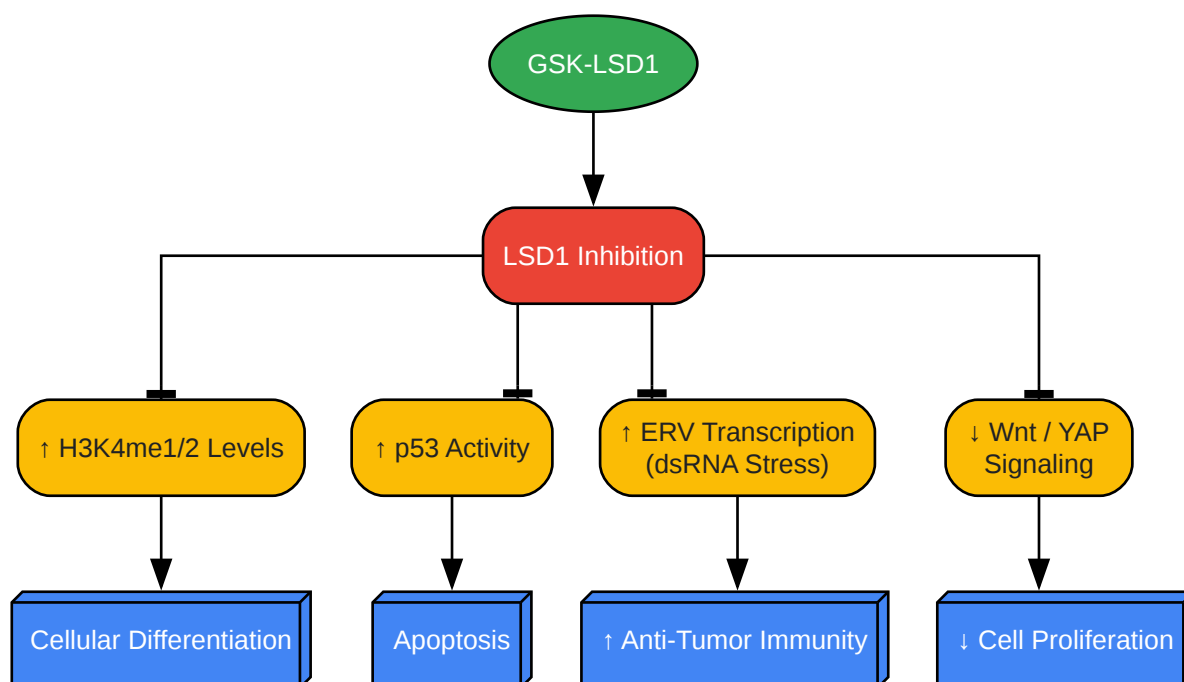 GSK-LSD1
LSD1 Inhibition
↑ H3K4me1/2 Levels
↑ p53 Activity
↑ ERV Transcription
(dsRNA Stress)
↓ Wnt / YAP
Signaling
Cellular Differentiation
Apoptosis
↑ Anti-Tumor Immunity
↓ Cell Proliferation